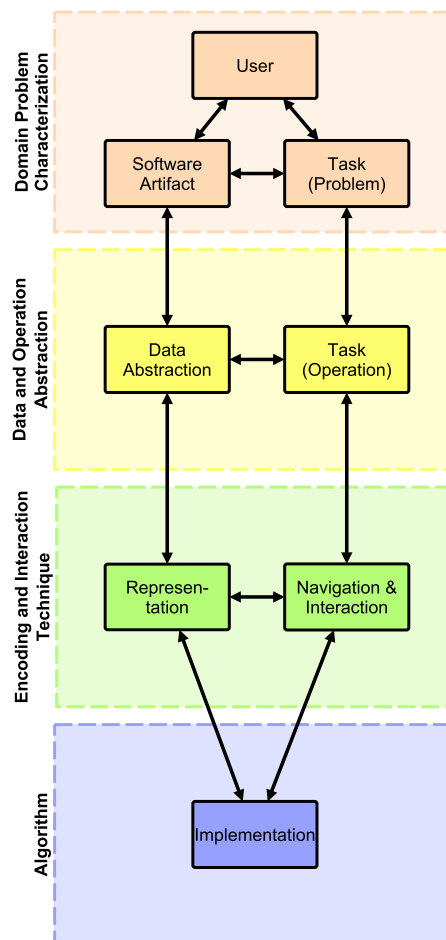 Domain Problem
Characterization
User
Software
Artifact
Task
(Problem)
Data and Operation
Abstraction
Data
Abstraction
Task
(Operation)
Encoding and Interaction
Technique
Represen-
tation
Navigation &
Interaction
Algorithm
Implementation